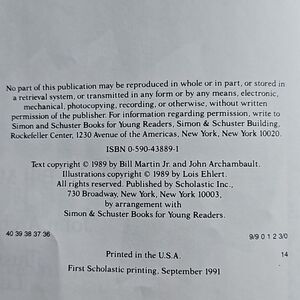 No part of this publication may be reproduced in whole or in part, or stored in
a retrieval system, or transmitted in any form or by any means, electronic,
mechanical, photocopying, recording, or otherwise, without written
permission of the publisher. For information regarding permission, write to
Simon and Schuster Books for Young Readers, Simon & Schuster Building,
Rockefeller Center, 1230 Avenue of the Americas, New York, New York 10020.
ISBN 0-590-43889-1
Text copyright © 1989 by Bill Martin Jr. and John Archambault.
Illustrations copyright © 1989 by Lois Ehlert.
All rights reserved. Published by Scholastic Inc.,
730 Broadway, New York, New York 10003,
by arrangement with
Simon & Schuster Books for Young Readers.
40 39 38 37 36 9/9 0 1 2 3/0
Printed in the U.S.A. 14
First Scholastic printing, September 1991